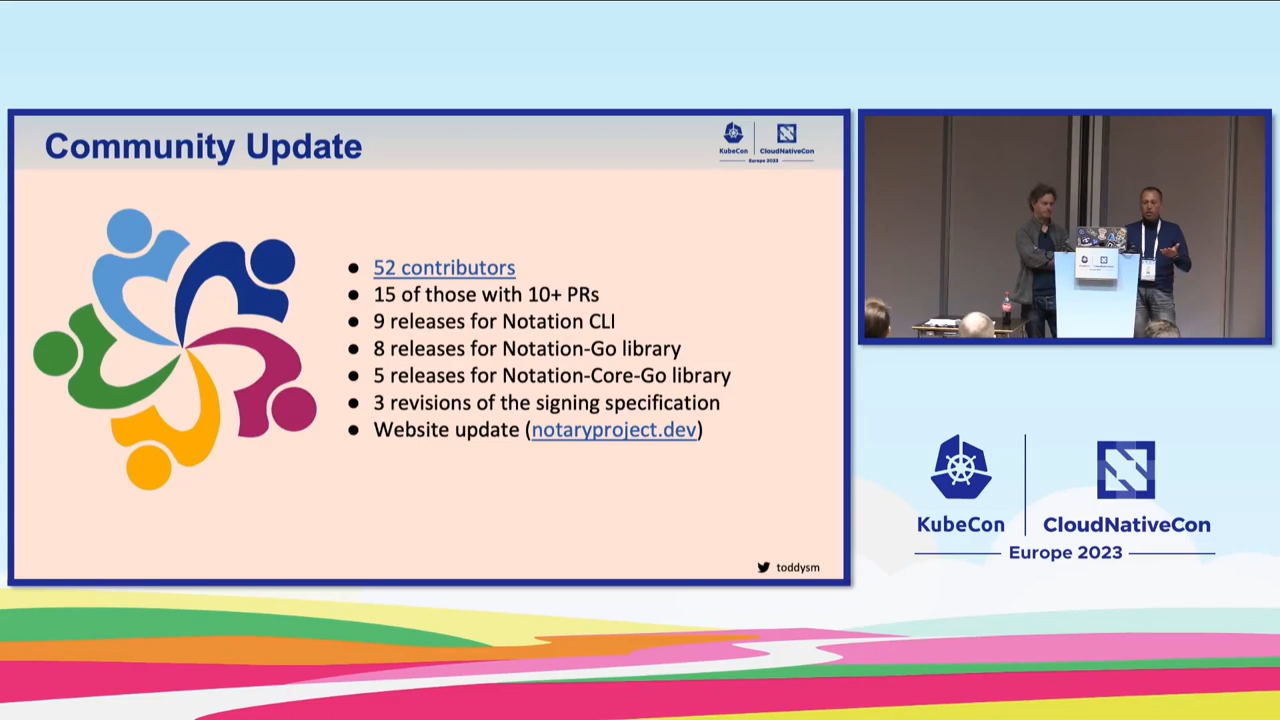 Community Update
KubeCon
CloudNativeCon
Europe 2023
● 52 contributors
● 15 of those with 10+ PRs
● 9 releases for Notation CLI
● 8 releases for Notation-Go library
● 5 releases for Notation-Core-Go library
● 3 revisions of the signing specification
● Website update (notaryproject.dev)
toddysm
KubeCon
CloudNativeCon
Europe 2023